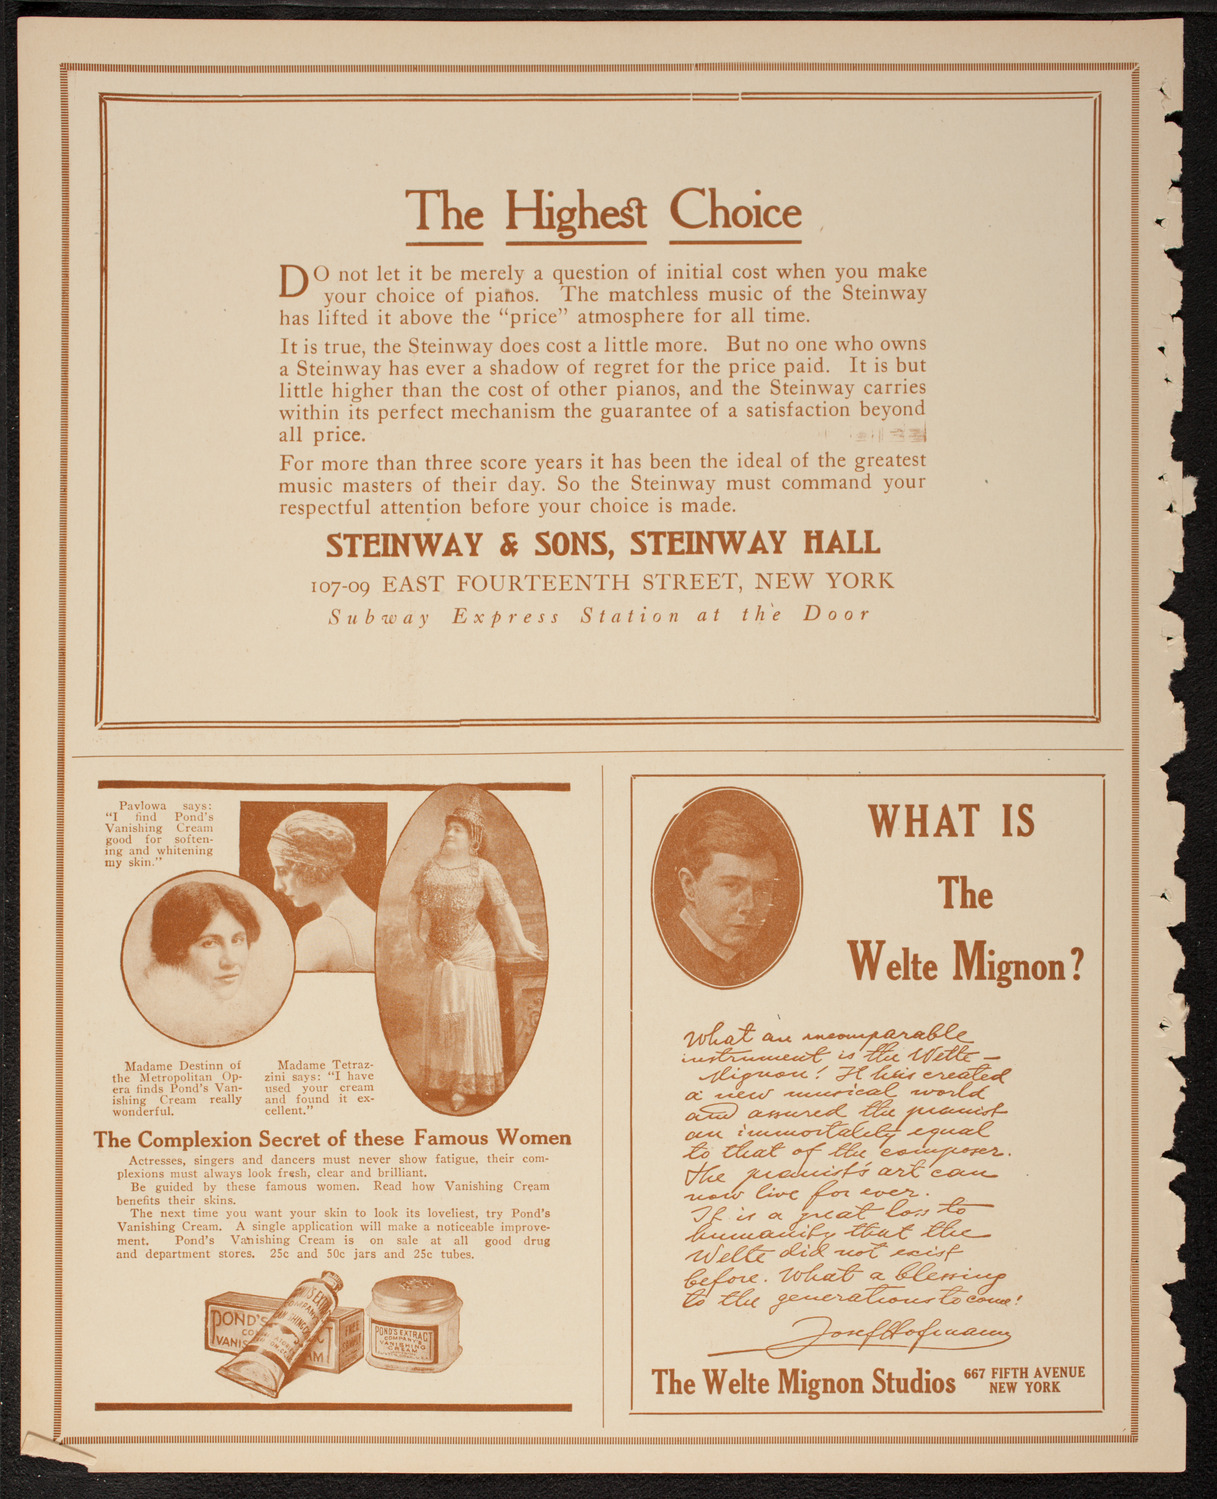 The Highest Choice
DO not let it be merely a question of initial cost when you make
your choice of pianos. The matchless music of the Steinway
has lifted it above the "price" atmosphere for all time.
It is true, the Steinway does cost a little more. But no one who owns
a Steinway has ever a shadow of regret for the price paid. It is but
little higher than the cost of other pianos, and the Steinway carries
within its perfect mechanism the guarantee of a satisfaction beyond
all price.
For more than three score years it has been the ideal of the greatest
music masters of their day. So the Steinway must command your
respectful attention before your choice is made.
STEINWAY & SONS, STEINWAY HALL
107-09 EAST FOURTEENTH STREET, NEW YORK
Subway Express Station at the Door
Pavlowa says:
"I find Pond's
Vanishing Cream
good for soften-
ing and whitening
my skin."
Madame Destinn of
the Metropolitan Op-
era finds Pond's Van-
ishing Cream really
wonderful.
Madame Tetraz-
zini says: "I have
used your cream
and found it ex-
cellent."
The Complexion Secret of these Famous Women
Actresses, singers and dancers must never show fatigue, their com-
plexions must always look fresh, clear and brilliant.
Be guided by these famous women. Read how Vanishing Cream
benefits their skins.
The next time you want your skin to look its loveliest, try Pond's
Vanishing Cream. A single application will make a noticeable improve-
ment. Pond's Vanishing Cream is on sale at all good drug
and department stores. 25c and 50c jars and 25c tubes.
POND'S
VANIS
POND'S EXTRACT
COMPANY'S
VANISHING
CREAM
WHAT IS
The
Welte Mignon?
What an incomparable
instrument is the Welte-
Mignon! It has created
a new musical world
and assured the pianist
an immortality equal
to that of the composer.
The pianist's art can
now live for ever.
It is a great loss to
humanity that the
Welte did not exist
before. What a blessing
to the generations to come!
Josef Hofmann
The Welte Mignon Studios 667 FIFTH AVENUE
NEW YORK